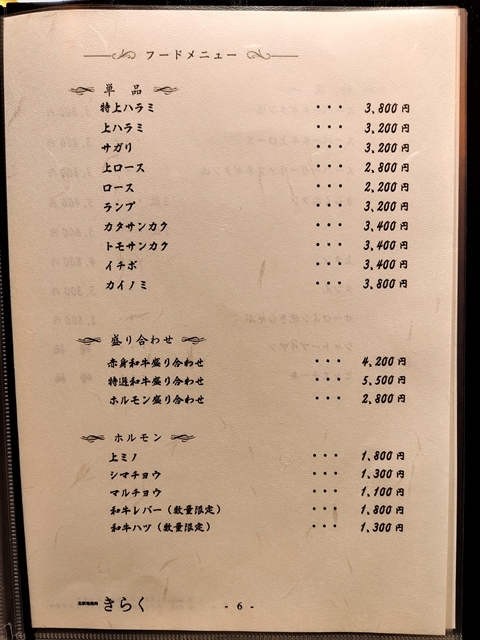 フードメニュー
単品
特上ハラミ ・・・ 3,800円
上ハラミ ・・・ 3,200円
サガリ ・・・ 3,200円
上ロース ・・・ 2,800円
ロース ・・・ 2,200円
ランプ ・・・ 3,200円
カタサンカク ・・・ 3,400円
トモサンカク ・・・ 3,400円
イチボ ・・・ 3,400円
カイノミ ・・・ 3,800円
盛り合わせ
赤身和牛盛り合わせ ・・・ 4,200円
特選和牛盛り合わせ ・・・ 5,500円
ホルモン盛り合わせ ・・・ 2,800円
ホルモン
上ミノ ・・・ 1,800円
シマチョウ ・・・ 1,300円
マルチョウ ・・・ 1,100円
和牛レバー（数量限定） ・・・ 1,800円
和牛ハツ（数量限定） ・・・ 1,300円
きらく
- 6 -